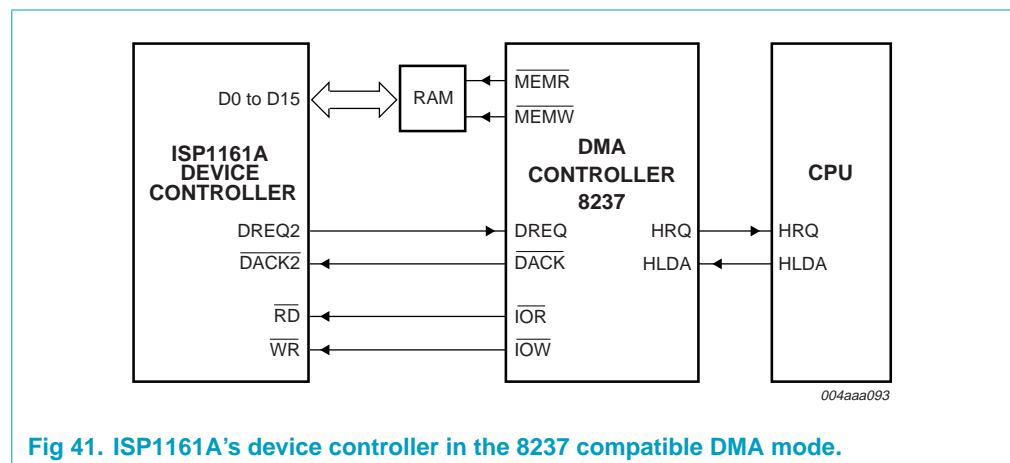 D0 to D15
RAM
MEMR
MEMW
ISP1161A
DEVICE
CONTROLLER
DMA
CONTROLLER
8237
CPU
DREQ2
DREQ
HRQ
HRQ
DACK2
DACK
HLDA
HLDA
RD
IOR
WR
IOW
004aaa093
Fig 41. ISP1161A's device controller in the 8237 compatible DMA mode.